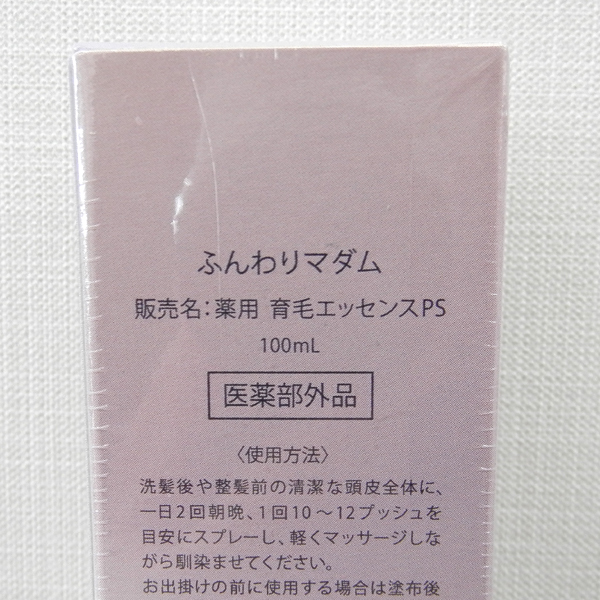 ふんわりマダム
販売名：薬用 育毛エッセンスPS
100mL
医薬部外品
〈使用方法〉
洗髪後や整髪前の清潔な頭皮全体に、
一日2回朝晩、1回10～12プッシュを
目安にスプレーし、軽くマッサージしな
がら馴染ませてください。
お出掛けの前に使用する場合は塗布後